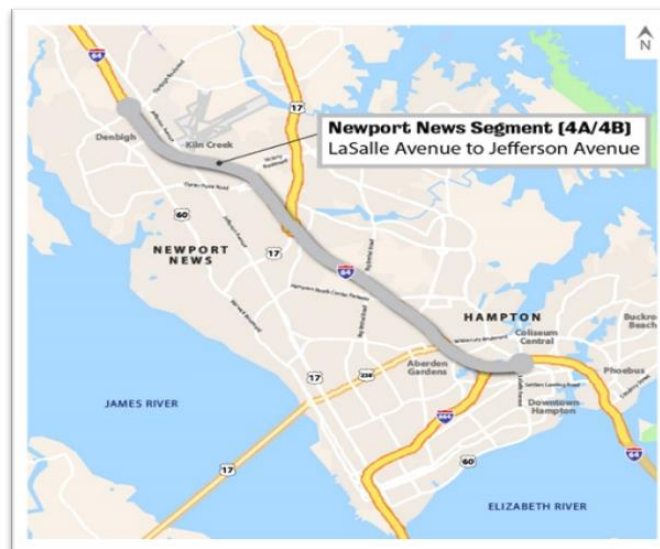 N
64
17
Denbigh
Kiln Creek
Newport News Segment (4A/4B)
LaSalle Avenue to Jefferson Avenue
60
NEWPORT
NEWS
17
64
HAMPTON
Buckro
Beach
Coliseum
Central
Aberden
Gardens
Phoebus
17
258
Downtown
Hampton
JAMES RIVER
664
64
60
17
ELIZABETH RIVER